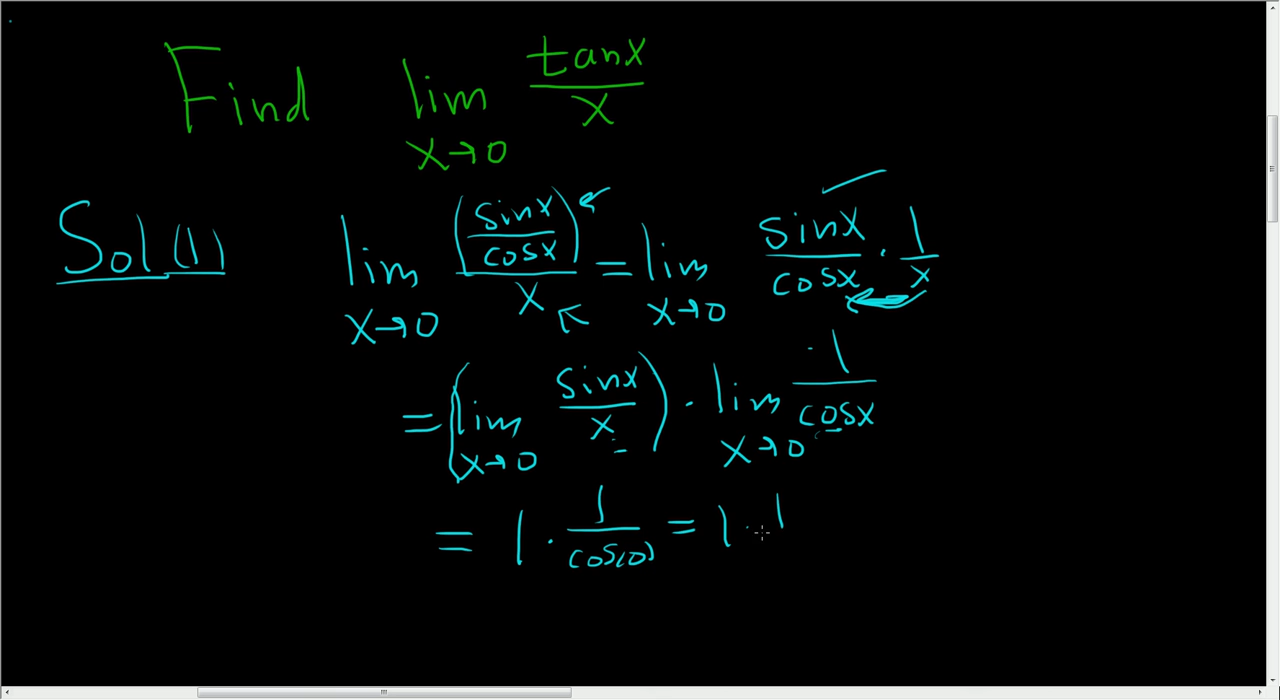 Find lim x→0 tanx/x
Sol (1) lim x→0 (sinx/cosx)/x = lim x→0 sinx/cosx · 1/x
= (lim x→0 sinx/x) · lim x→0 1/cosx
= 1 · 1/cos(0) = 1 · 1